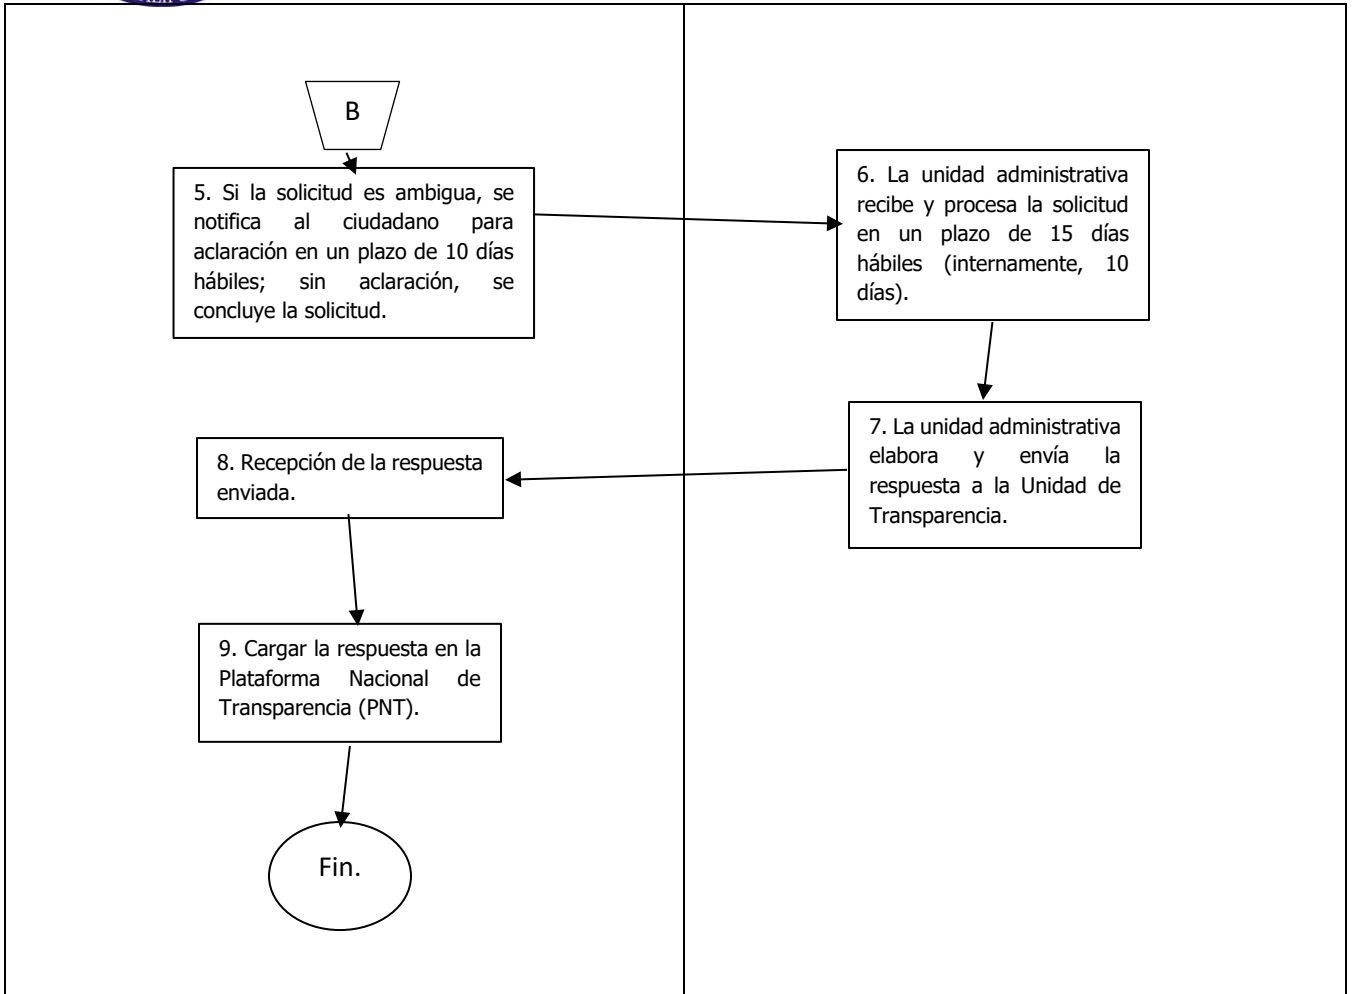 B
5. Si la solicitud es ambigua, se
notifica al ciudadano para
aclaración en un plazo de 10 días
hábiles; sin aclaración, se
concluye la solicitud.
6. La unidad administrativa
recibe y procesa la solicitud
en un plazo de 15 días
hábiles (internamente, 10
días).
7. La unidad administrativa
elabora y envía la
respuesta a la Unidad de
Transparencia.
8. Recepción de la respuesta
enviada.
9. Cargar la respuesta en la
Plataforma Nacional de
Transparencia (PNT).
Fin.